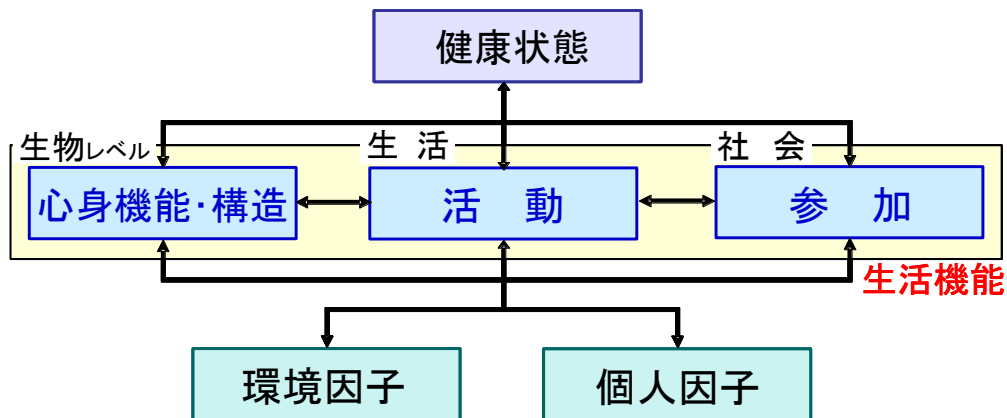 健康状態
生物レベル
生 活
社 会
心身機能・構造
活 動
参 加
生活機能
環境因子
個人因子